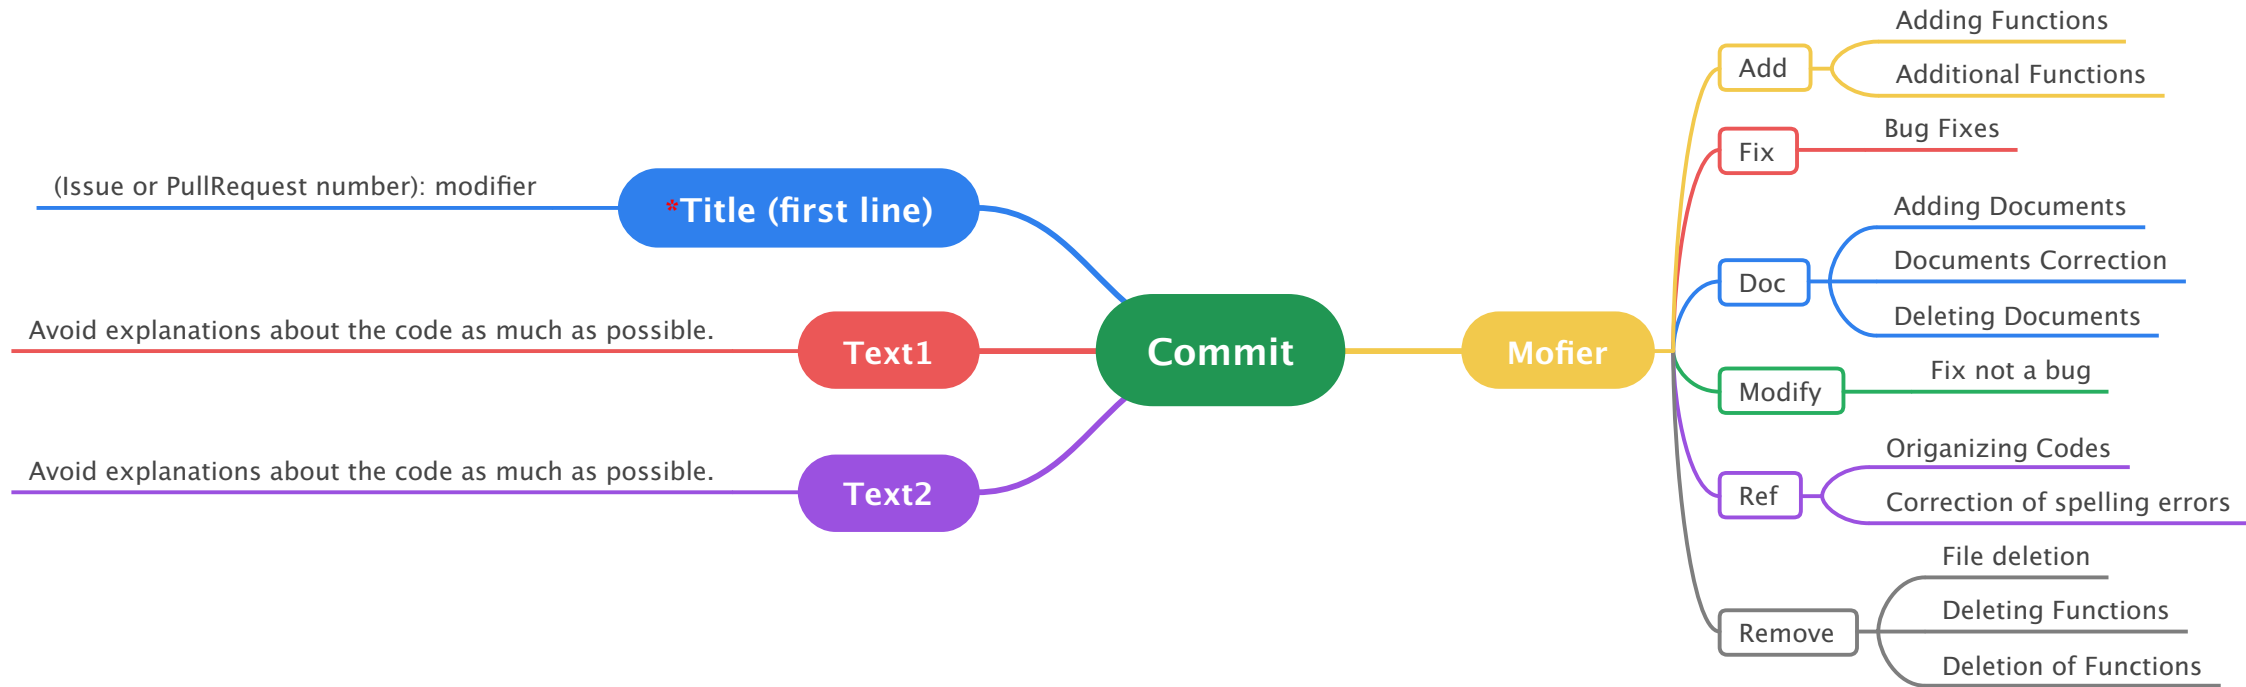 (Issue or PullRequest number): modifier
*Title (first line)
Avoid explanations about the code as much as possible.
Text1
Avoid explanations about the code as much as possible.
Text2
Commit
Mofier
Add
Adding Functions
Additional Functions
Fix
Bug Fixes
Doc
Adding Documents
Documents Correction
Deleting Documents
Modify
Fix not a bug
Ref
Origanizing Codes
Correction of spelling errors
Remove
File deletion
Deleting Functions
Deletion of Functions